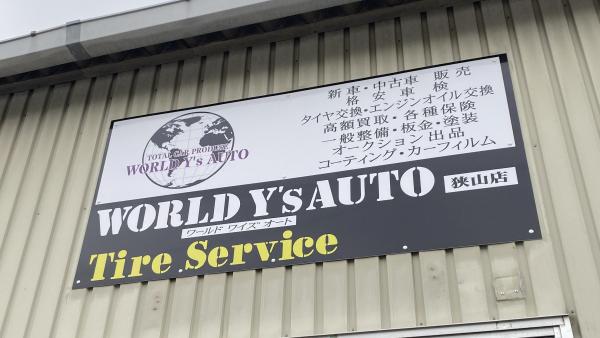 TOTAL CAR PRODUCE
WORLD Y's AUTO
新車・中古車 販売
格安車検
タイヤ交換・エンジンオイル交換
高額買取・各種保険
一般整備・板金・塗装
オークション出品
コーティング・カーフィルム
WORLD Y'S AUTO 狭山店
ワールド ワイズ オート
Tire Service